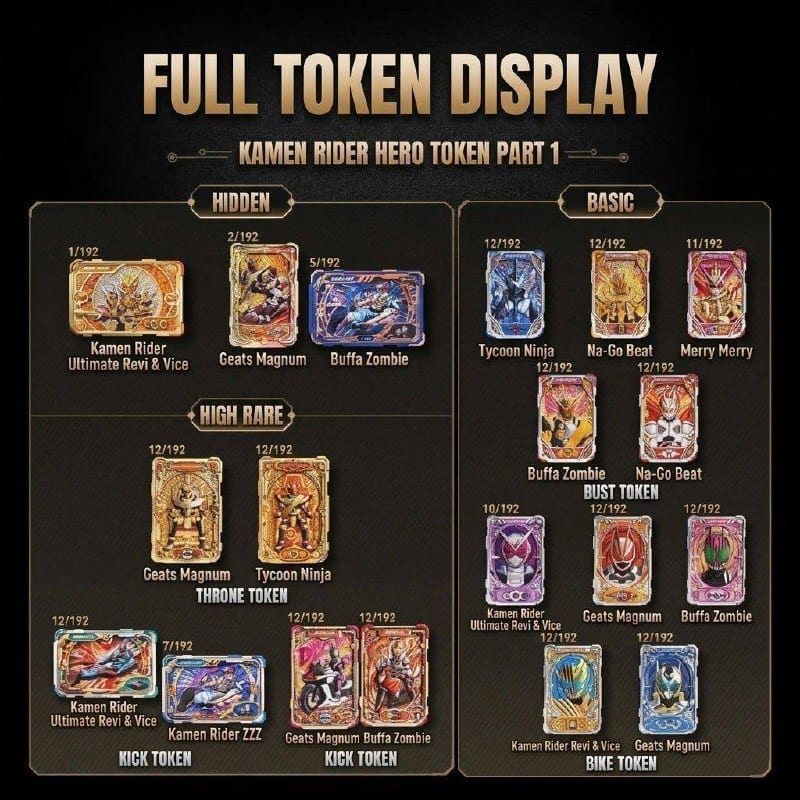 FULL TOKEN DISPLAY
KAMEN RIDER HERO TOKEN PART 1
HIDDEN
1/192
2/192
5/192
Kamen Rider
Ultimate Revi & Vice
Geats Magnum
Buffa Zombie
HIGH RARE
12/192
12/192
Geats Magnum
Tycoon Ninja
THRONE TOKEN
12/192
7/192
12/192
12/192
Kamen Rider
Ultimate Revi & Vice
Kamen Rider ZZZ
Geats Magnum
Buffa Zombie
KICK TOKEN
KICK TOKEN
BASIC
12/192
12/192
11/192
Tycoon Ninja
Na-Go Beat
Merry Merry
12/192
12/192
Buffa Zombie
Na-Go Beat
BUST TOKEN
10/192
12/192
12/192
Kamen Rider
Ultimate Revi & Vice
Geats Magnum
Buffa Zombie
12/192
12/192
Kamen Rider Revi & Vice
Geats Magnum
BIKE TOKEN